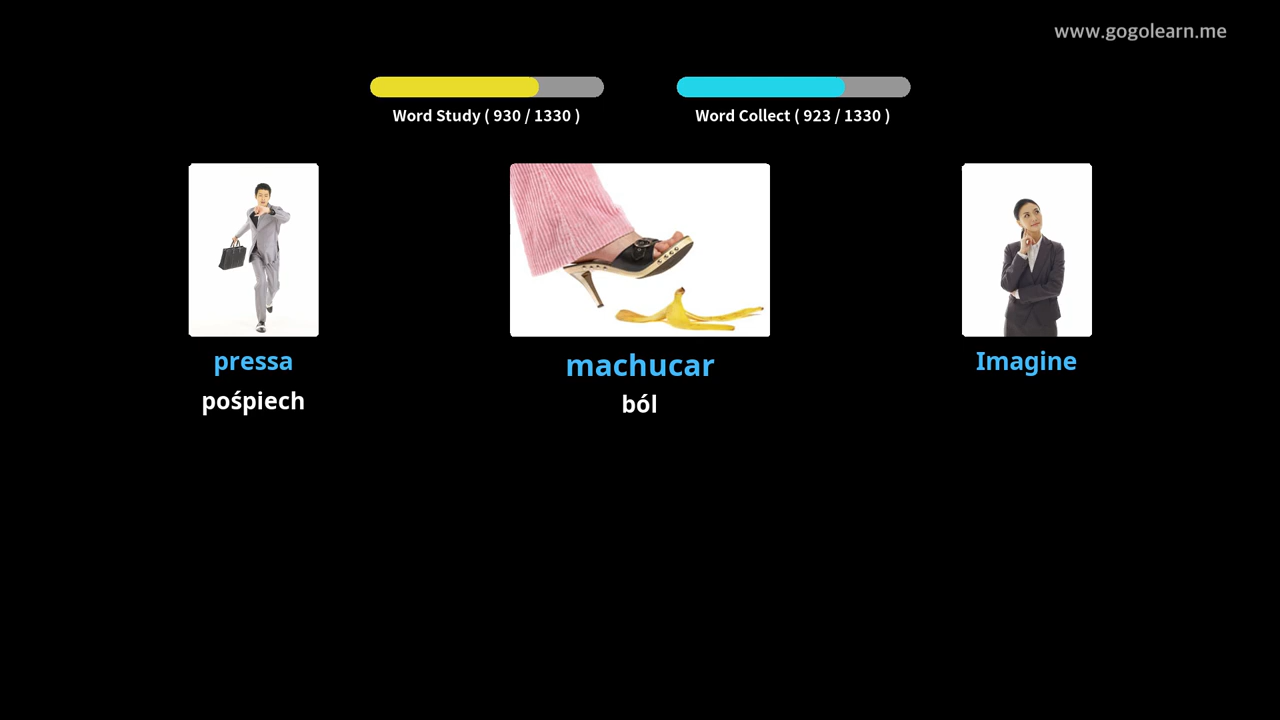 www.gogolearn.me
Word Study ( 930 / 1330 )
Word Collect ( 923 / 1330 )
pressa
machucar
Imagine
pośpiech
ból